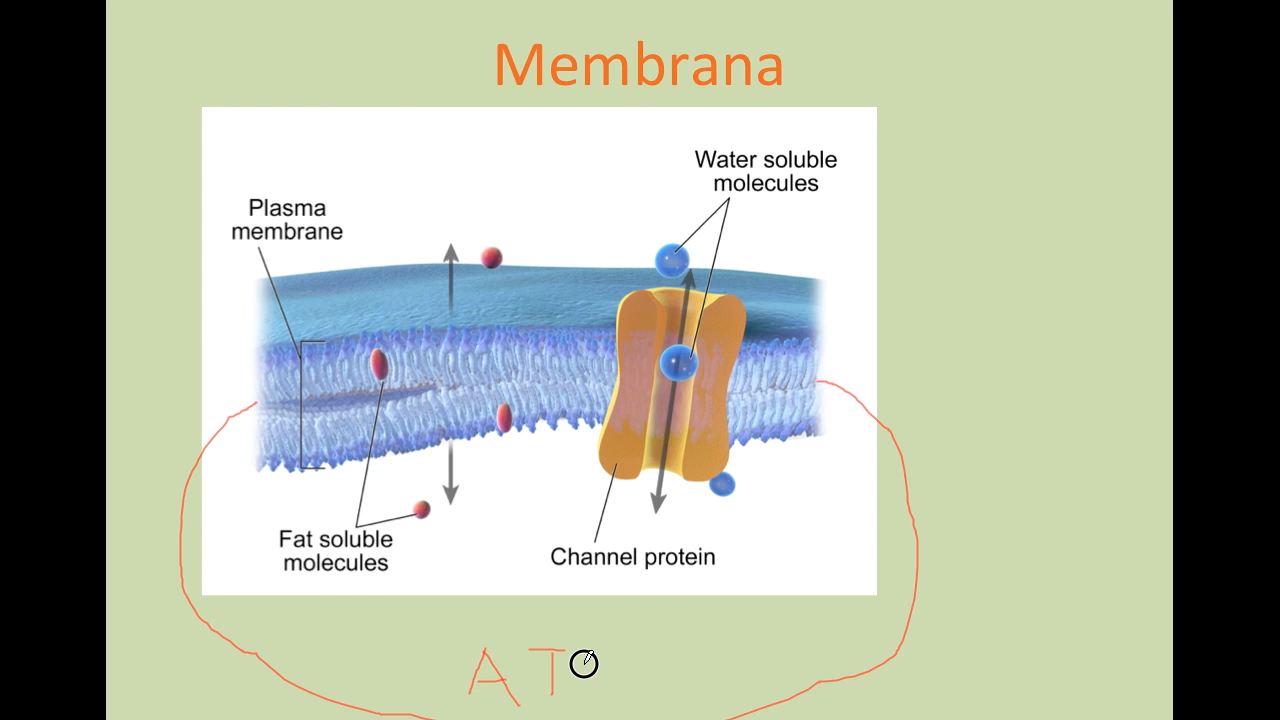 Membrana
Water soluble
molecules
Plasma
membrane
Fat soluble
molecules
Channel protein
AT